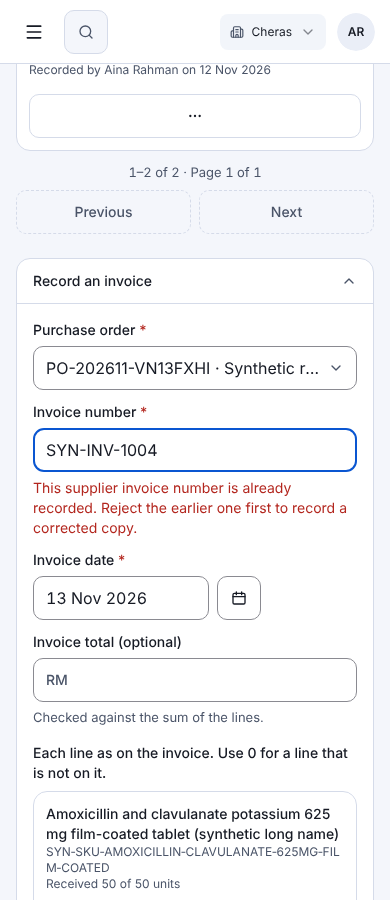 Cheras
AR
Recorded by Aina Rahman on 12 Nov 2026
...
1–2 of 2 · Page 1 of 1
Previous
Next
Record an invoice
Purchase order *
PO-202611-VN13FXHI · Synthetic r...
Invoice number *
SYN-INV-1004
This supplier invoice number is already
recorded. Reject the earlier one first to record a
corrected copy.
Invoice date *
13 Nov 2026
Invoice total (optional)
RM
Checked against the sum of the lines.
Each line as on the invoice. Use 0 for a line that
is not on it.
Amoxicillin and clavulanate potassium 625
mg film-coated tablet (synthetic long name)
SYN-SKU-AMOXICILLIN-CLAVULANATE-625MG-FIL
M-COATED
Received 50 of 50 units